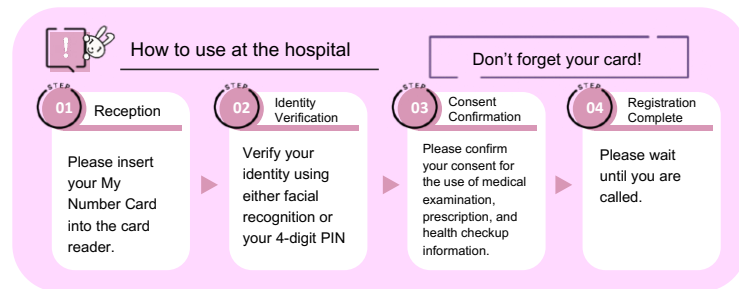 !
How to use at the hospital
Don't forget your card!
STEP
01
Reception
Please insert
your My
Number Card
into the card
reader.
STEP
02
Identity
Verification
Verify your
identity using
either facial
recognition or
your 4-digit PIN
STEP
03
Consent
Confirmation
Please confirm
your consent for
the use of medical
examination,
prescription, and
health checkup
information.
STEP
04
Registration
Complete
Please wait
until you are
called.